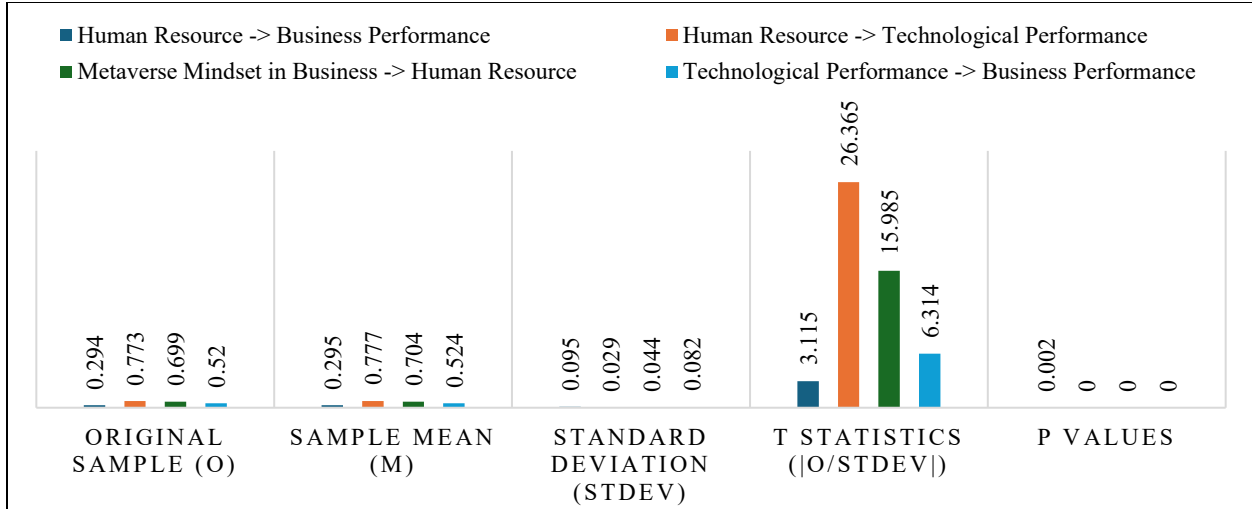 Human Resource -> Business Performance
Human Resource -> Technological Performance
Metaverse Mindset in Business -> Human Resource
Technological Performance -> Business Performance
0.294
0.773
0.699
0.52
0.295
0.777
0.704
0.524
0.095
0.029
0.044
0.082
3.115
26.365
15.985
6.314
0.002
0
0
0
ORIGINAL
SAMPLE (O)
SAMPLE MEAN
(M)
STANDARD
DEVIATION
(STDEV)
T STATISTICS
(|O/STDEV|)
P VALUES